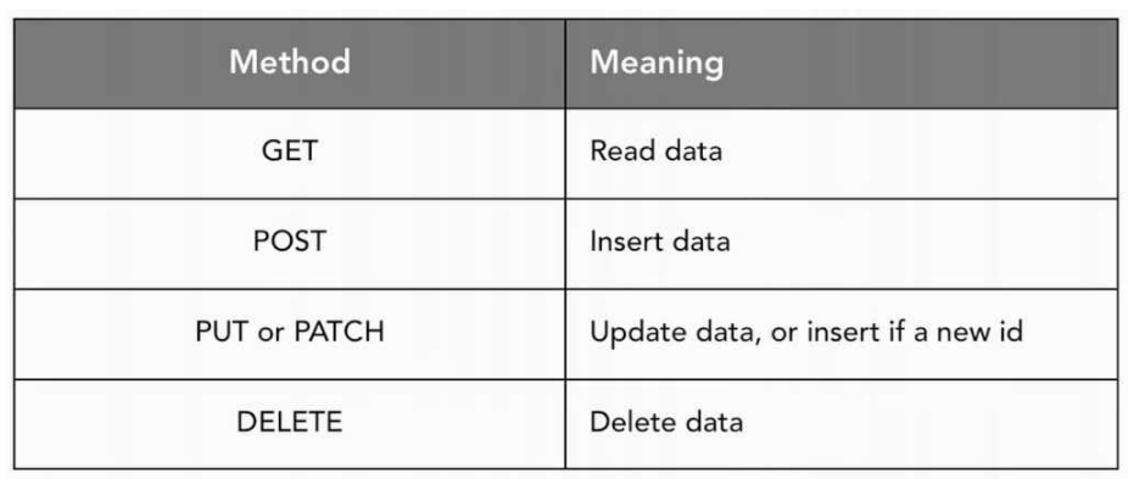 Method Meaning
GET Read data
POST Insert data
PUT or PATCH Update data, or insert if a new id
DELETE Delete data